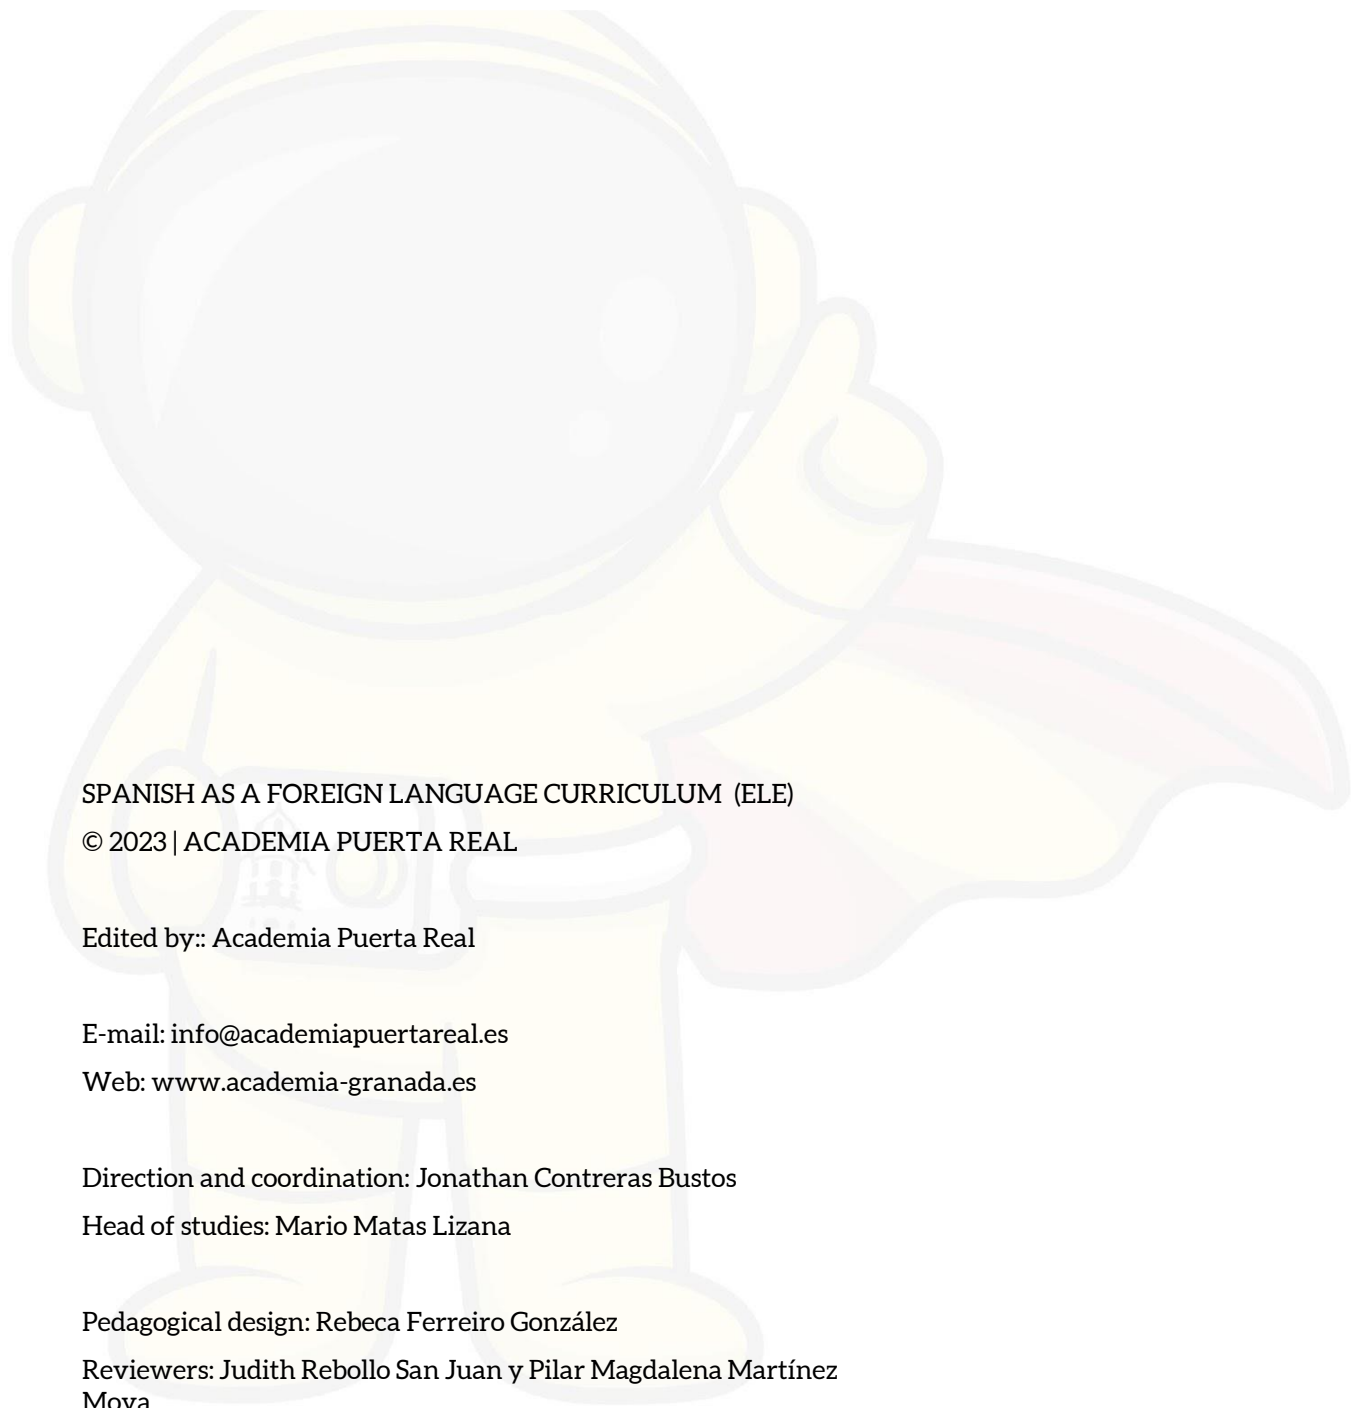 SPANISH AS A FOREIGN LANGUAGE CURRICULUM  (ELE)
© 2023 | ACADEMIA PUERTA REAL
Edited by:: Academia Puerta Real
E-mail: info@academiapuertareal.es
Web: www.academia-granada.es
Direction and coordination: Jonathan Contreras Bustos
Head of studies: Mario Matas Lizana
Pedagogical design: Rebeca Ferreiro González
Reviewers: Judith Rebollo San Juan y Pilar Magdalena Martínez
Moya